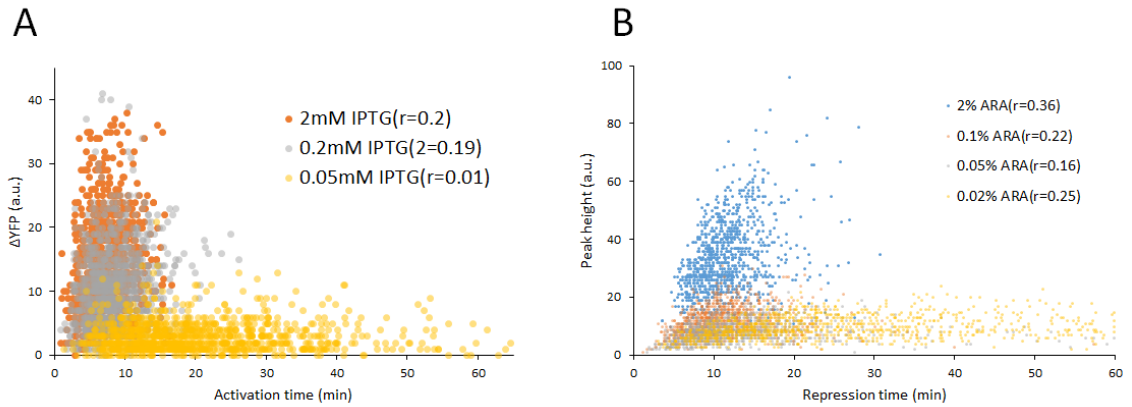 A
ΔYFP (a.u.)
40
30
20
10
0
0 10 20 30 40 50 60
Activation time (min)
2mM IPTG(r=0.2)
0.2mM IPTG(2=0.19)
0.05mM IPTG(r=0.01)
B
Peak height(a.u.)
100
80
60
40
20
0
0 10 20 30 40 50 60
Repression time (min)
2% ARA(r=0.36)
0.1% ARA(r=0.22)
0.05% ARA(r=0.16)
0.02% ARA(r=0.25)